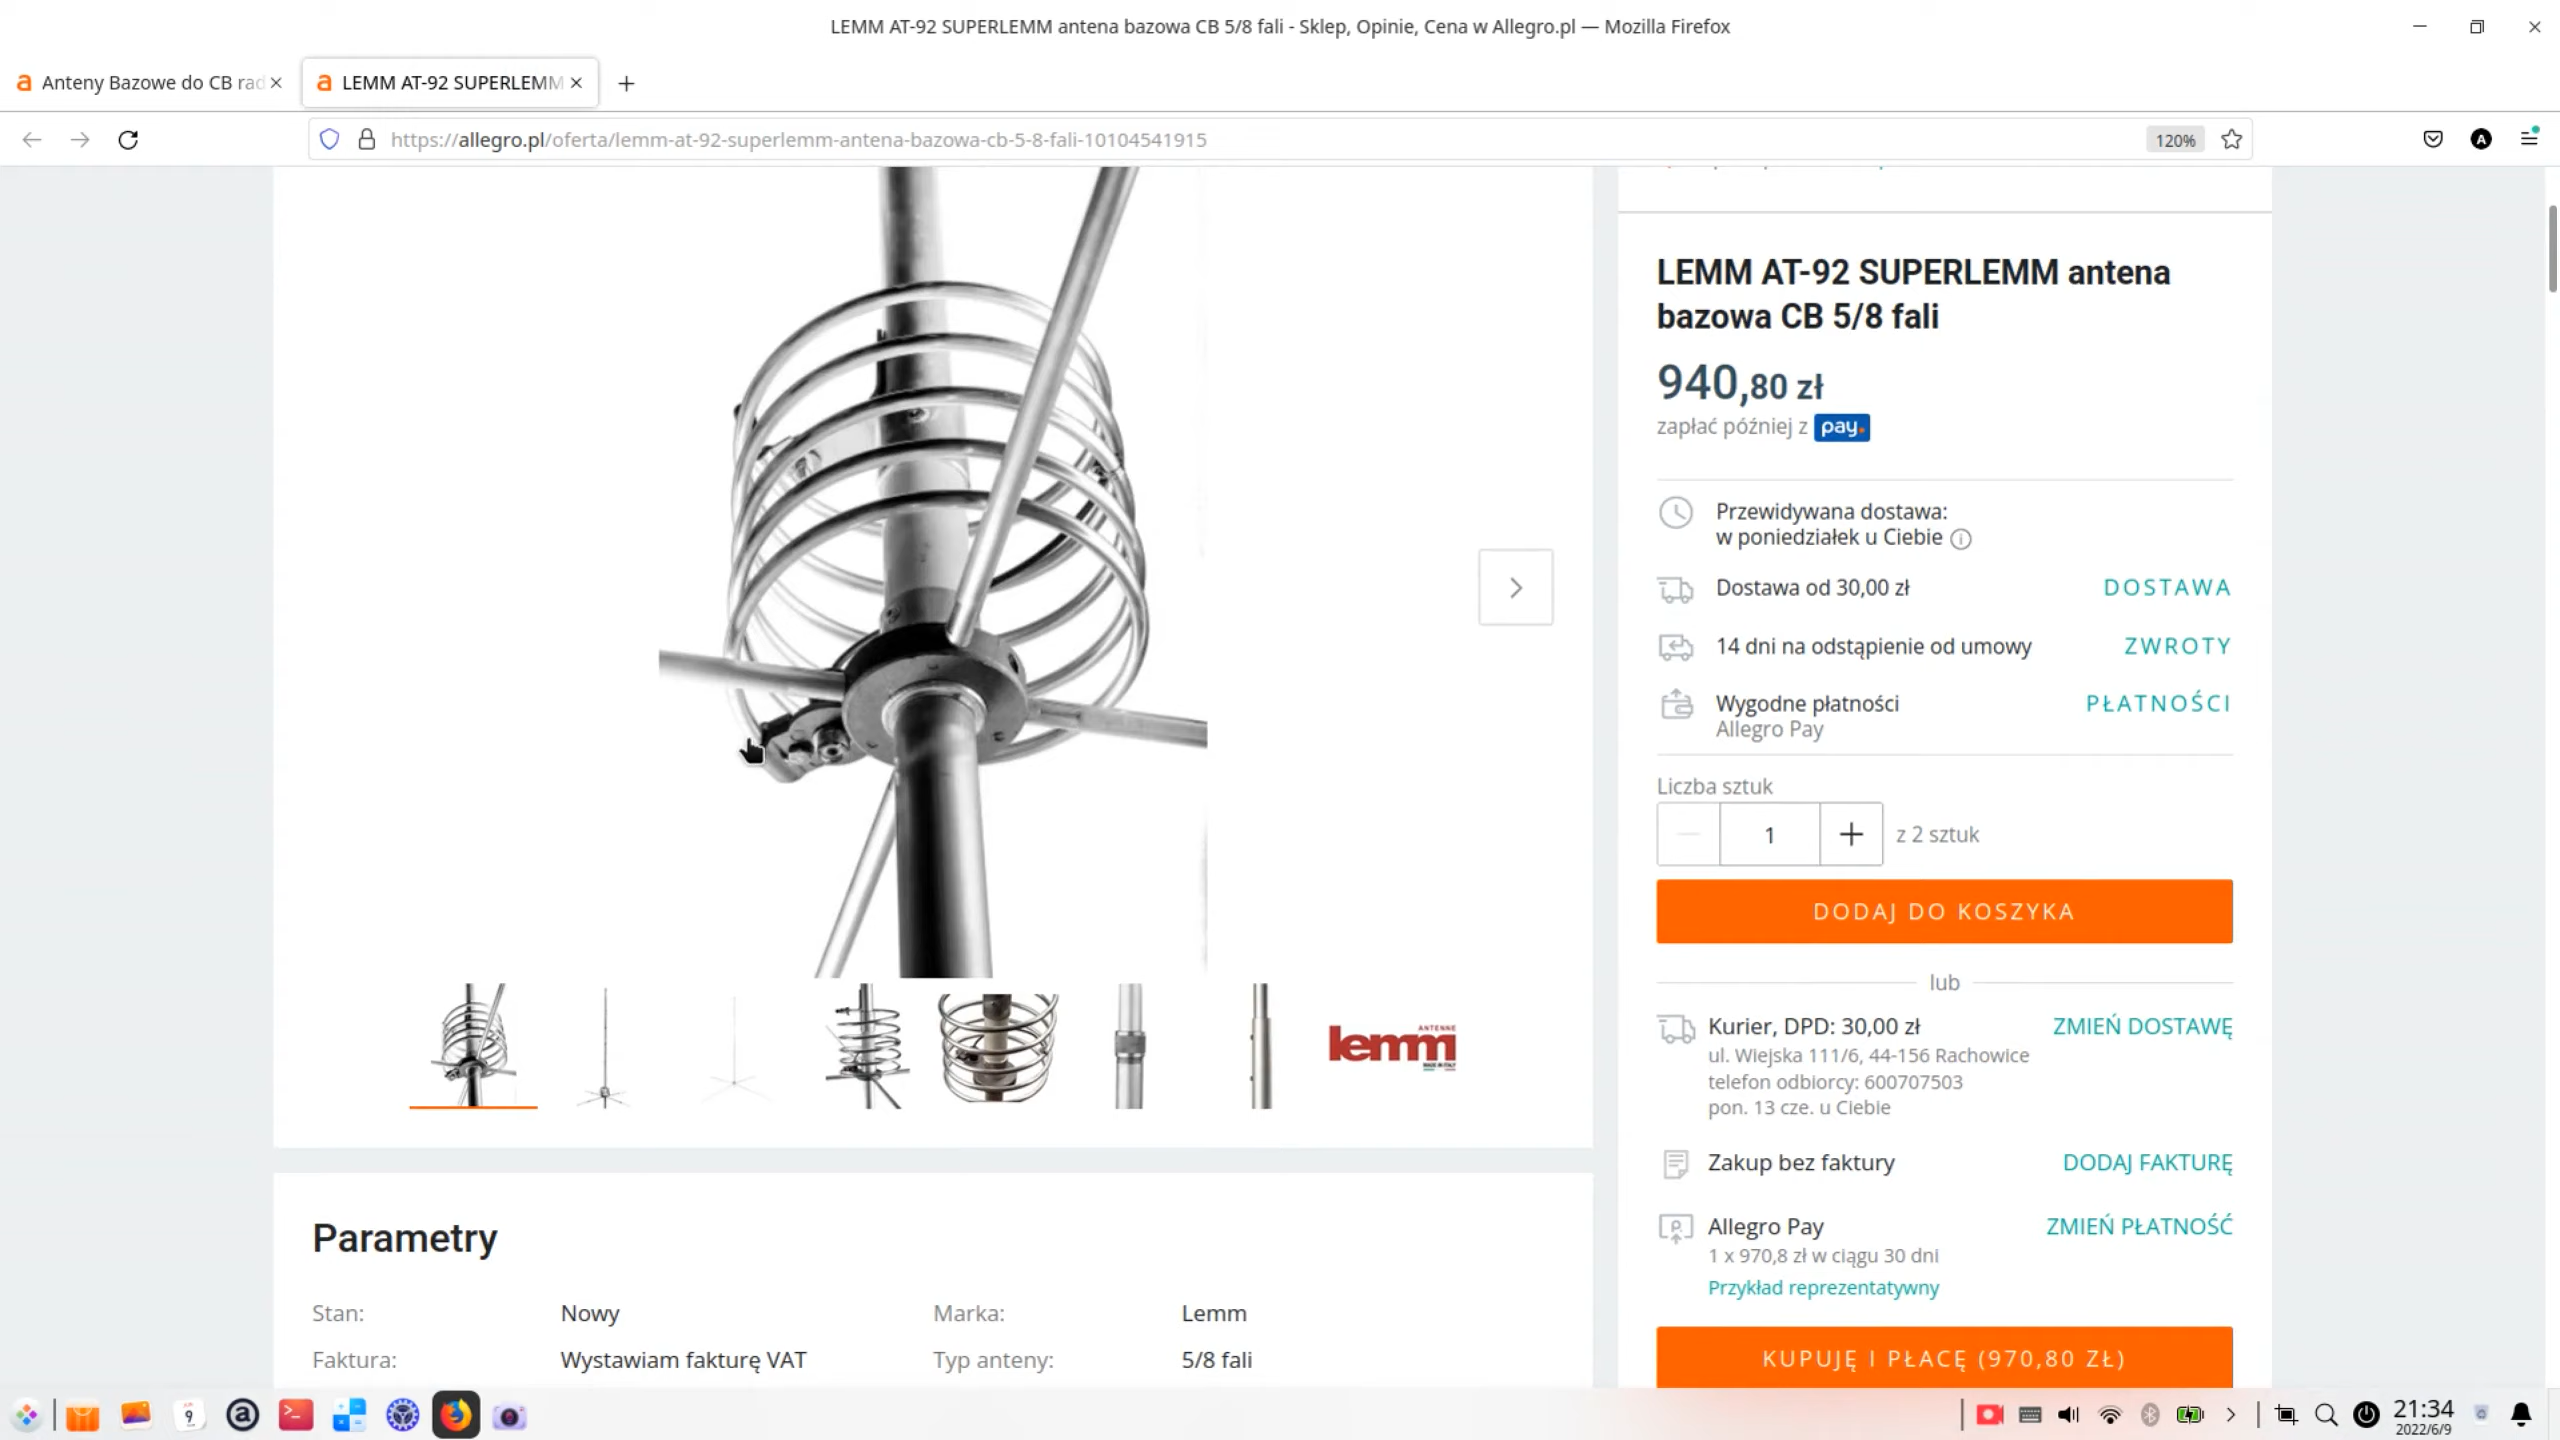 LEMM AT-92 SUPERLEMM antena bazowa CB 5/8 fali - Sklep, Opinie, Cena w Allegro.pl — Mozilla Firefox
Anteny Bazowe do CB rad
LEMM AT-92 SUPERLEMM
https://allegro.pl/oferta/lemm-at-92-superlemm-antena-bazowa-cb-5-8-fali-10104541915
120%
LEMM AT-92 SUPERLEMM antena
bazowa CB 5/8 fali
940,80 zł
zapłać później z pay.
Przewidywana dostawa:
w poniedziałek u Ciebie
Dostawa od 30,00 zł
DOSTAWA
14 dni na odstąpienie od umowy
ZWROTY
Wygodne płatności
PŁATNOŚCI
Allegro Pay
Liczba sztuk
1
z 2 sztuk
DODAJ DO KOSZYKA
lub
Kurier, DPD: 30,00 zł
ZMIEŃ DOSTAWĘ
ul. Wiejska 111/6, 44-156 Rachowice
telefon odbiorcy: 600707503
pon. 13 cze. u Ciebie
Zakup bez faktury
DODAJ FAKTURĘ
Allegro Pay
ZMIEŃ PŁATNOŚĆ
1 x 970,8 zł w ciągu 30 dni
Przykład reprezentatywny
KUPUJĘ I PŁACĘ (970,80 ZŁ)
ANTENNE
lemm
MADE IN ITALY
Parametry
Stan:
Nowy
Marka:
Lemm
Faktura:
Wystawiam fakturę VAT
Typ anteny:
5/8 fali
9
21:34
2022/6/9